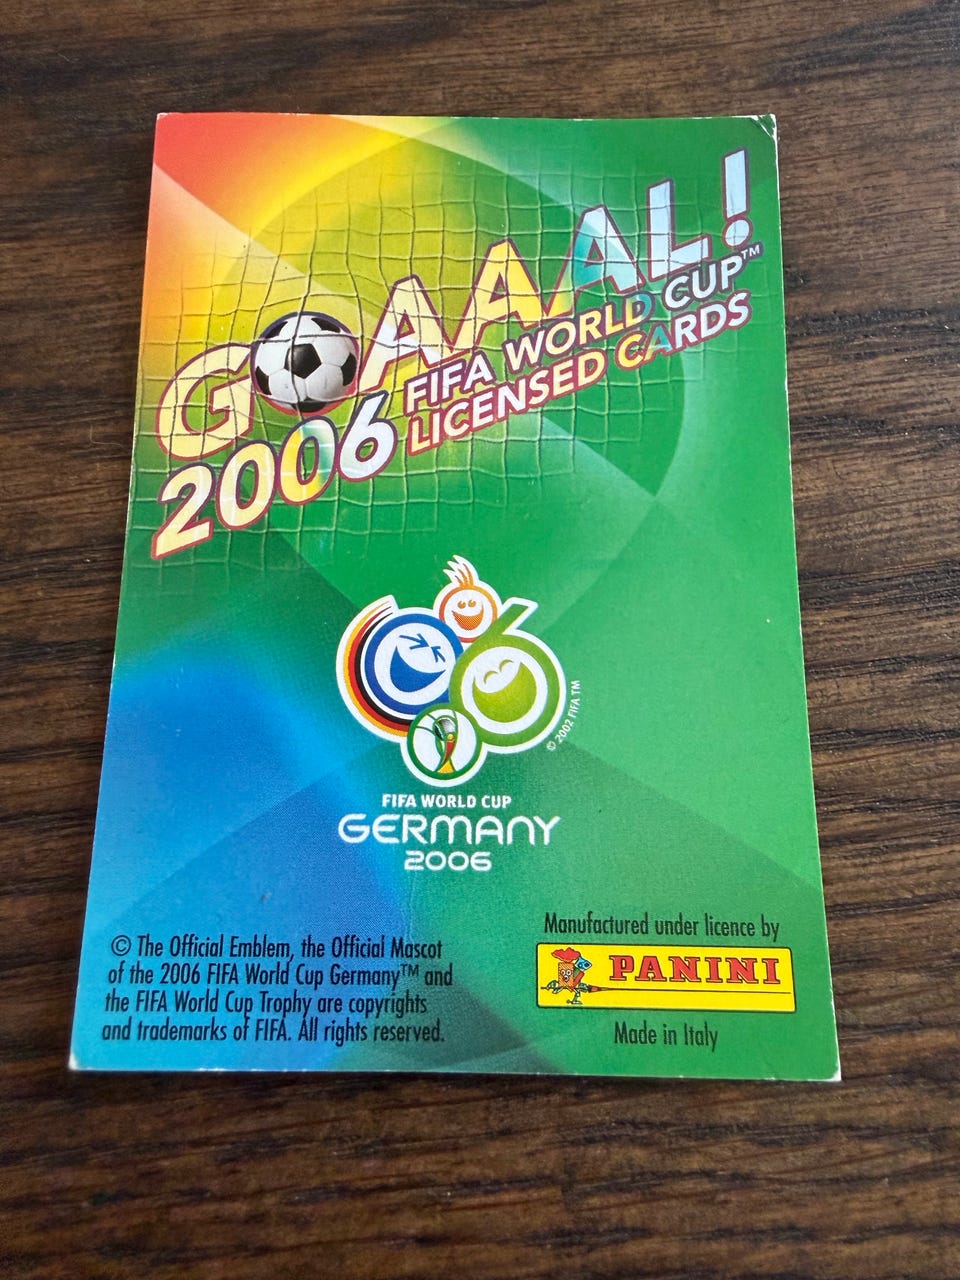 GOAAAL!
2006 FIFA WORLD CUP™
LICENSED CARDS
© 2002 FIFA TM
FIFA WORLD CUP
GERMANY
2006
© The Official Emblem, the Official Mascot
of the 2006 FIFA World Cup Germany™ and
the FIFA World Cup Trophy are copyrights
and trademarks of FIFA. All rights reserved.
Manufactured under licence by
PANINI
Made in Italy